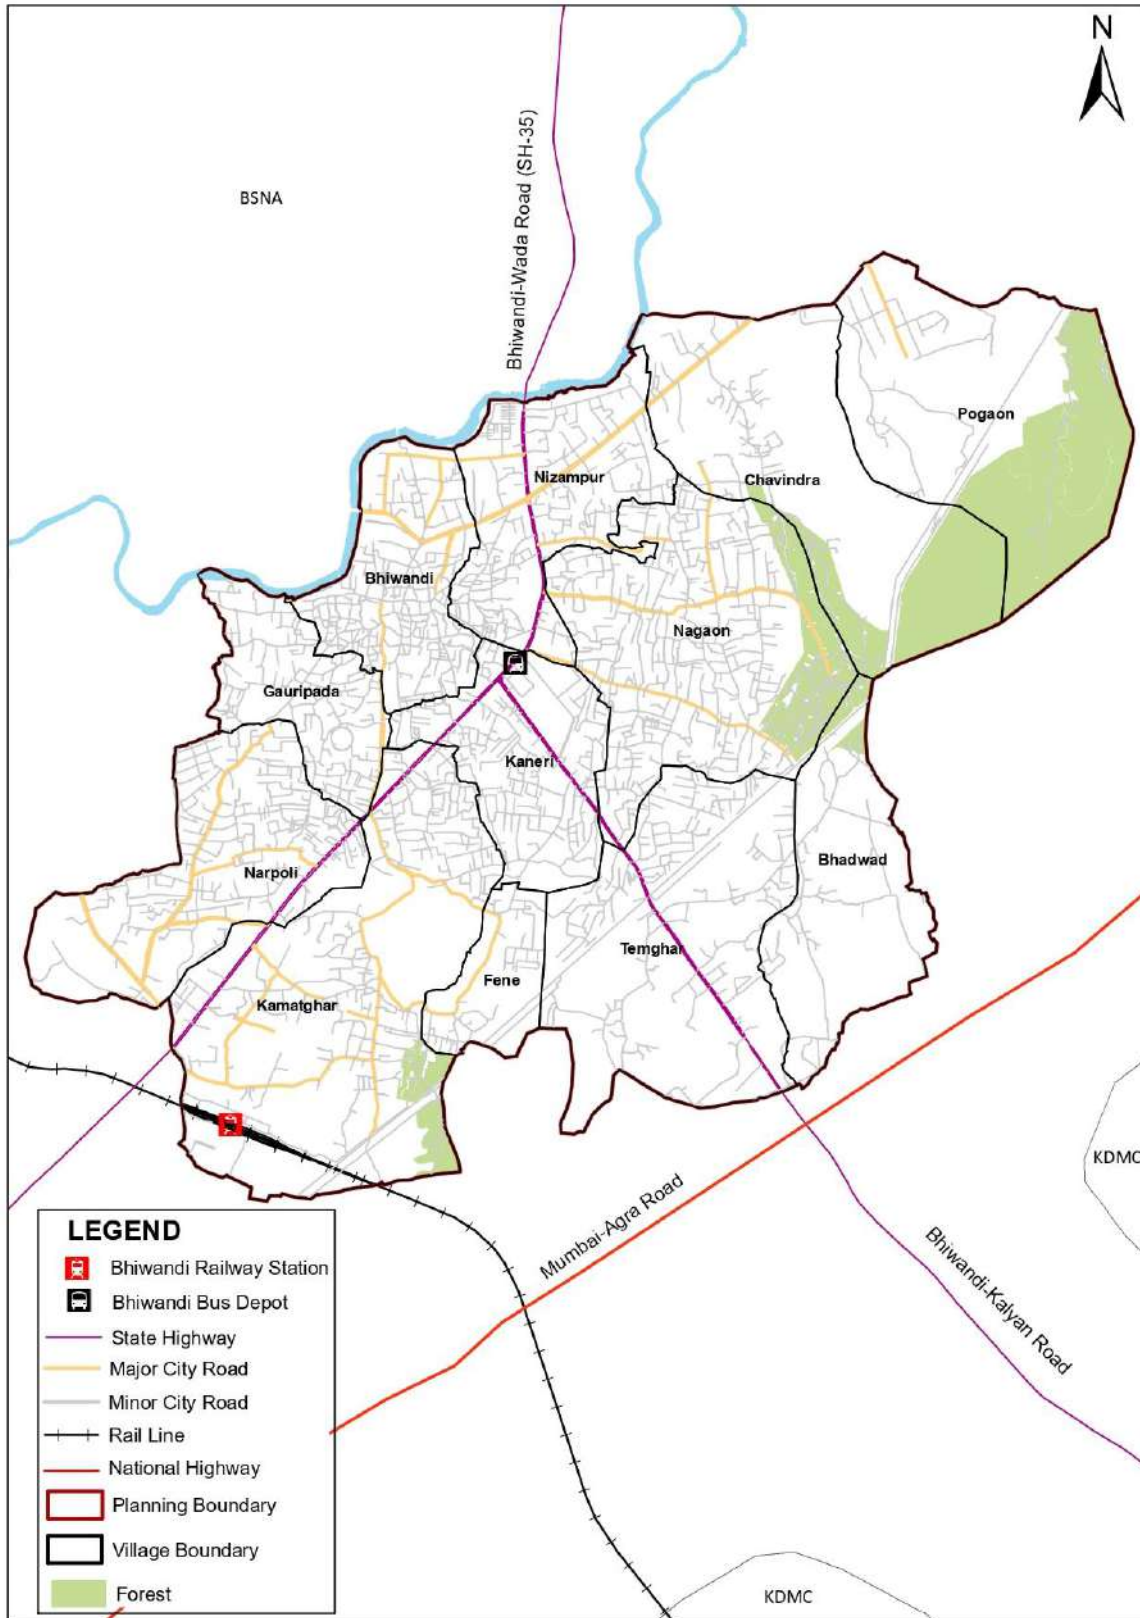 N
BSNA
Bhiwandi-Wada Road (SH-35)
Pogaon
Nizampur
Chavindra
Bhiwandi
Nagaon
Gauripada
Kaneri
Bhadwad
Narpoli
Temghar
Fene
Kamatghar
KDMC
Mumbai-Agra Road
Bhiwandi-Kalyan Road
LEGEND
Bhiwandi Railway Station
Bhiwandi Bus Depot
State Highway
Major City Road
Minor City Road
Rail Line
National Highway
Planning Boundary
Village Boundary
Forest
KDMC